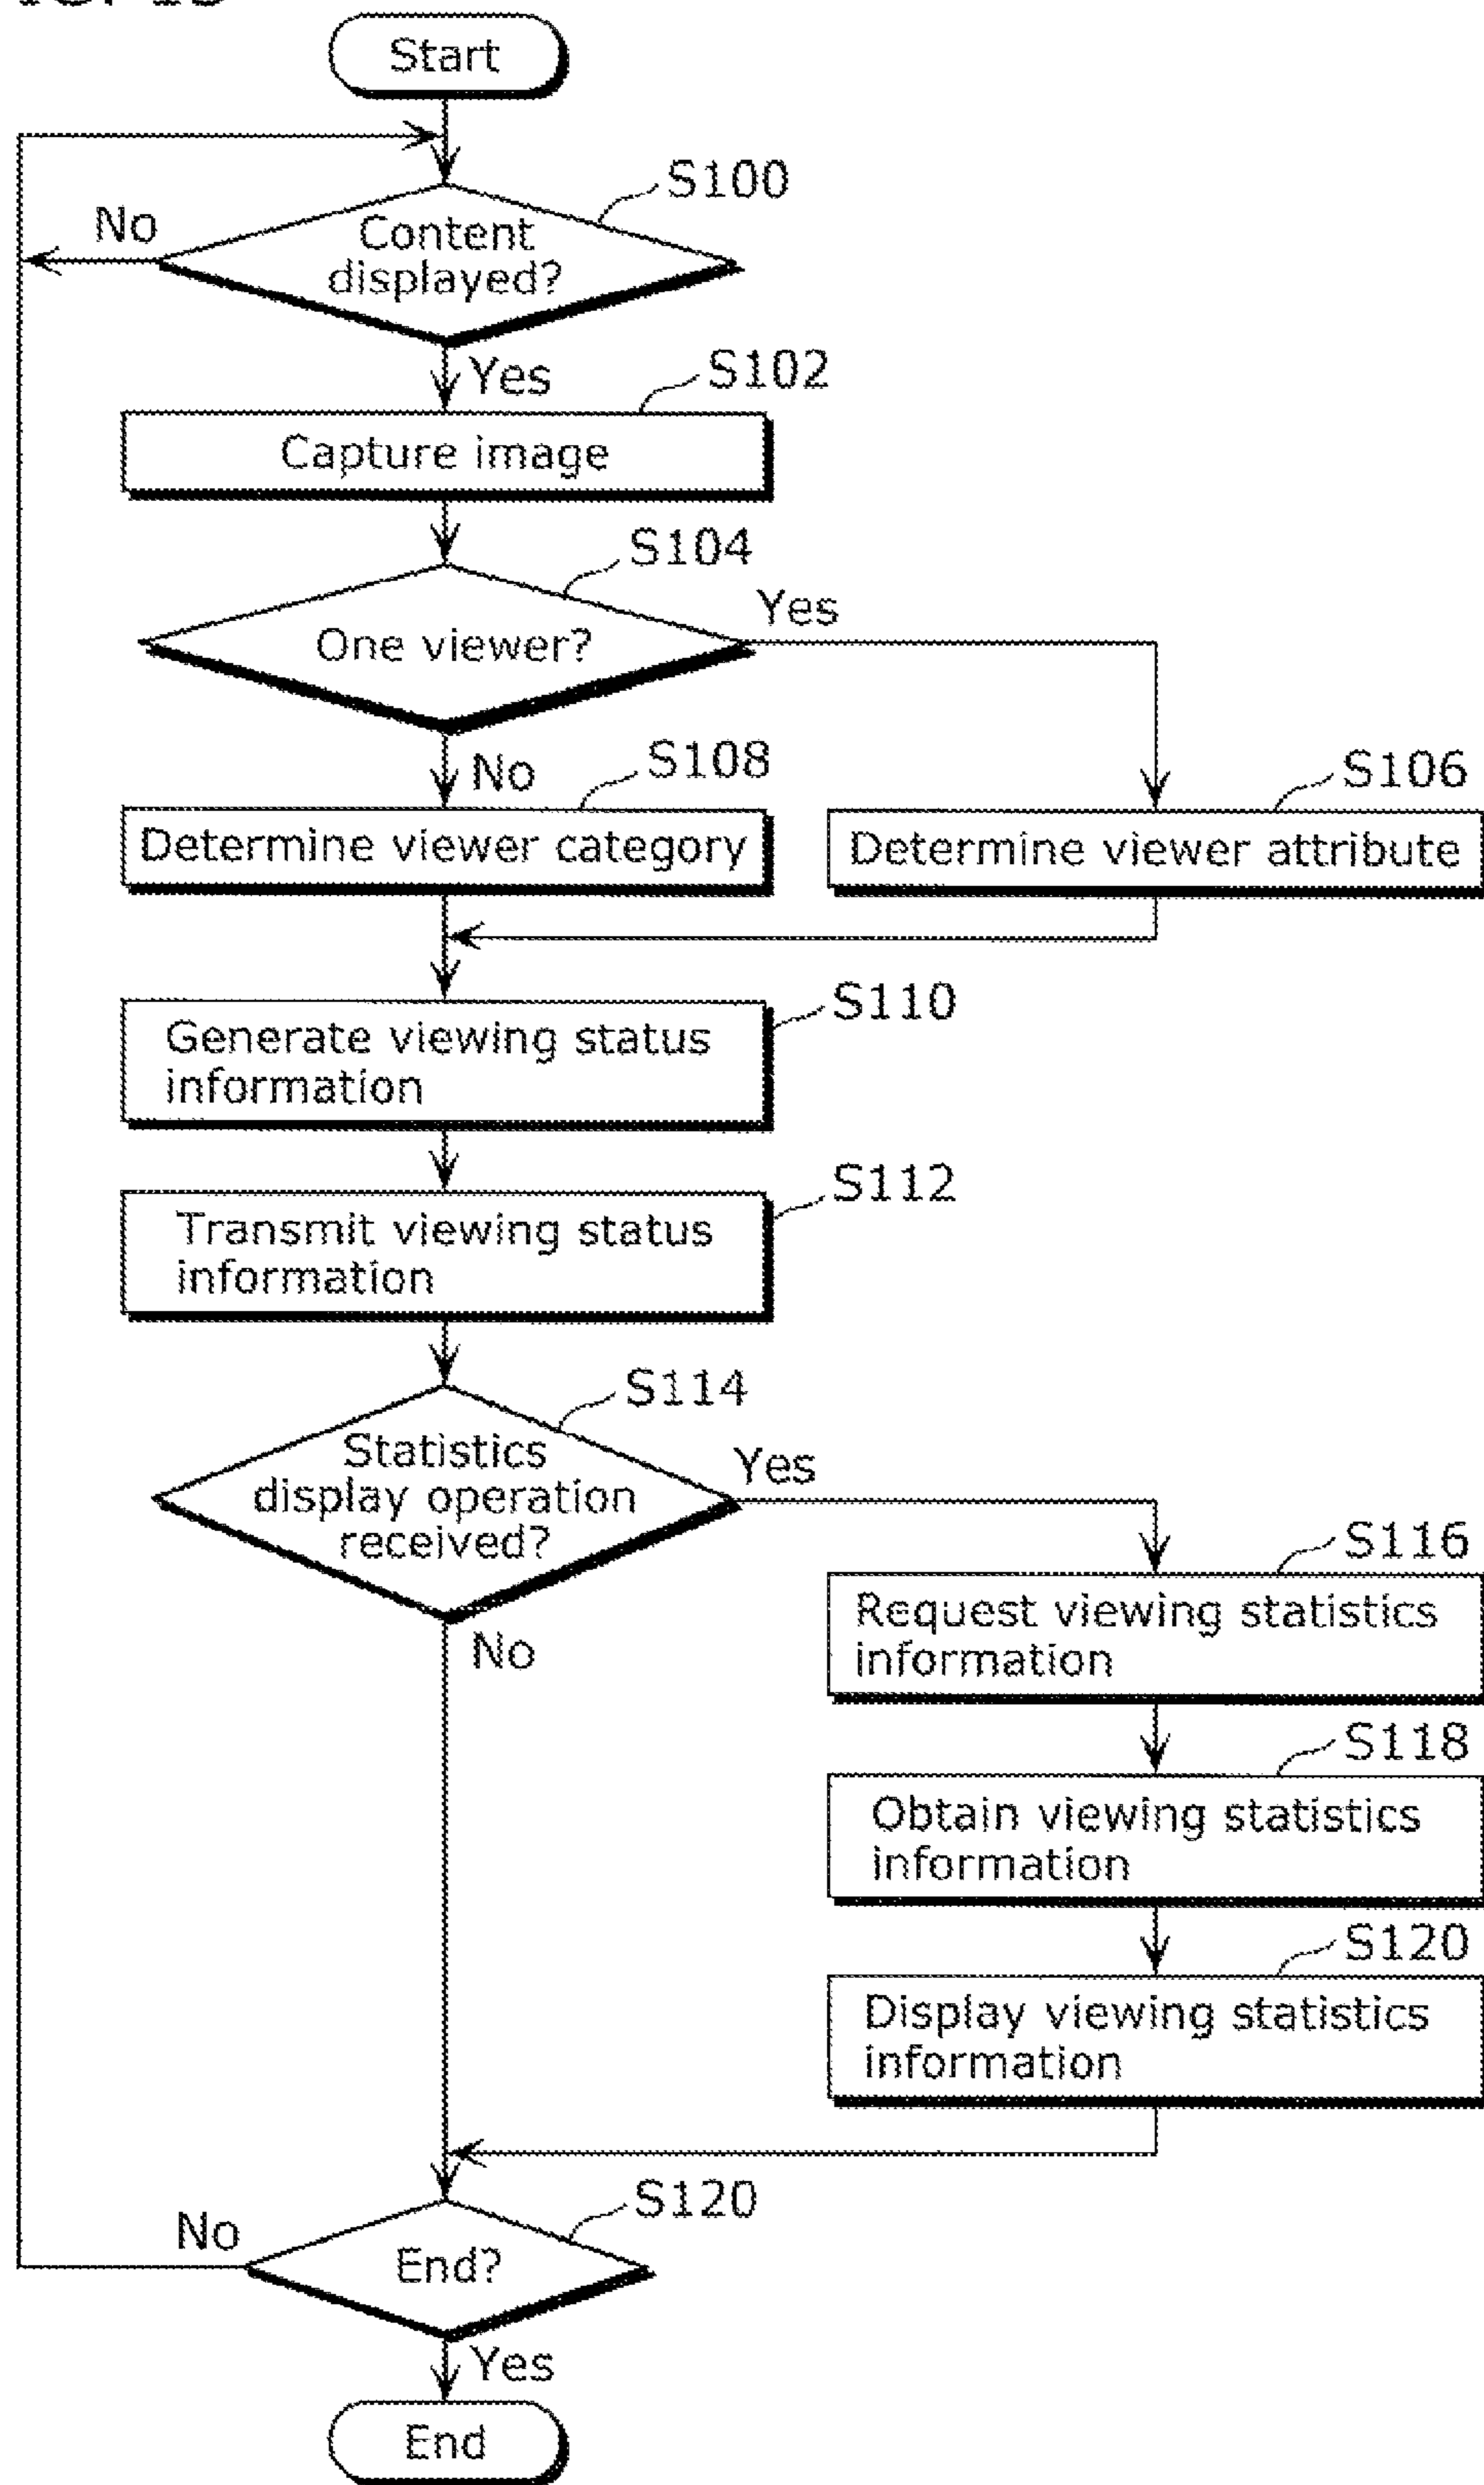 Start
S100
No
Content
displayed?
Yes
S102
Capture image
S104
Yes
One viewer?
No
S108
S106
Determine viewer category
Determine viewer attribute
S110
Generate viewing status
information
S112
Transmit viewing status
information
S114
Statistics
display operation
received?
Yes
No
S116
Request viewing statistics
information
S118
Obtain viewing statistics
information
S120
Display viewing statistics
information
S120
No
End?
Yes
End